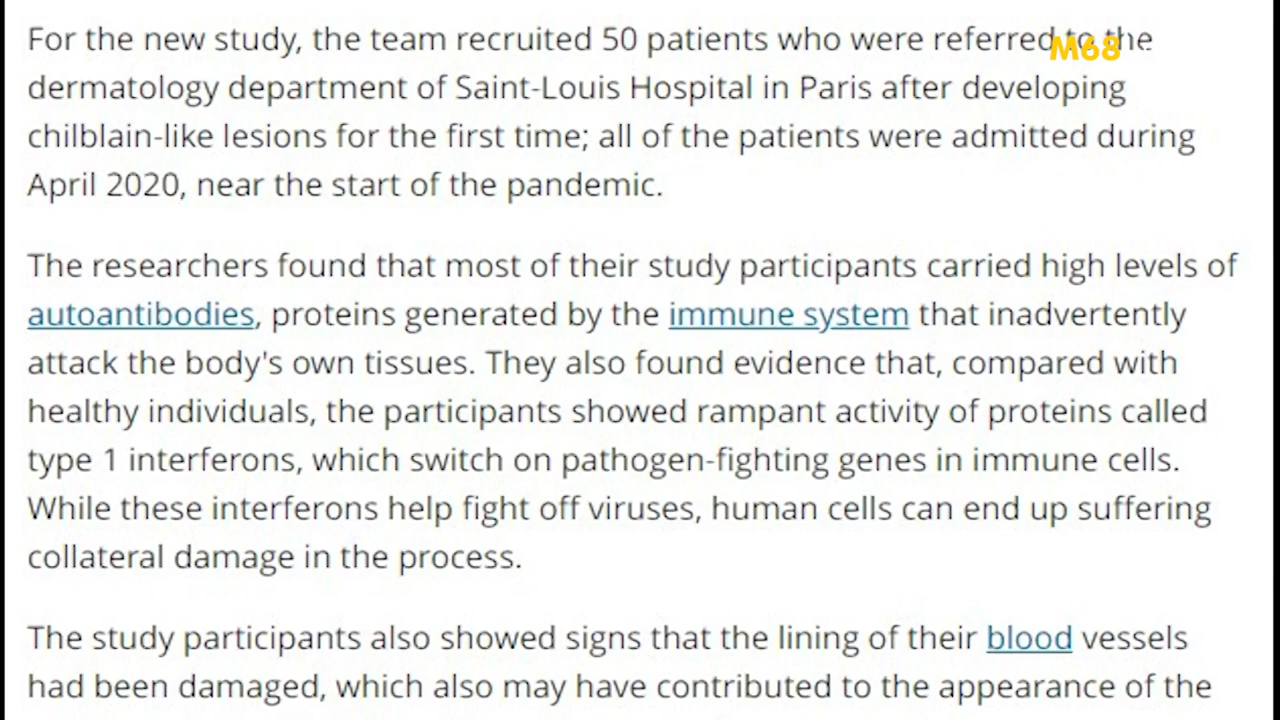 For the new study, the team recruited 50 patients who were referred to the
M68
dermatology department of Saint-Louis Hospital in Paris after developing
chilblain-like lesions for the first time; all of the patients were admitted during
April 2020, near the start of the pandemic.
The researchers found that most of their study participants carried high levels of
autoantibodies, proteins generated by the immune system that inadvertently
attack the body's own tissues. They also found evidence that, compared with
healthy individuals, the participants showed rampant activity of proteins called
type 1 interferons, which switch on pathogen-fighting genes in immune cells.
While these interferons help fight off viruses, human cells can end up suffering
collateral damage in the process.
The study participants also showed signs that the lining of their blood vessels
had been damaged, which also may have contributed to the appearance of the